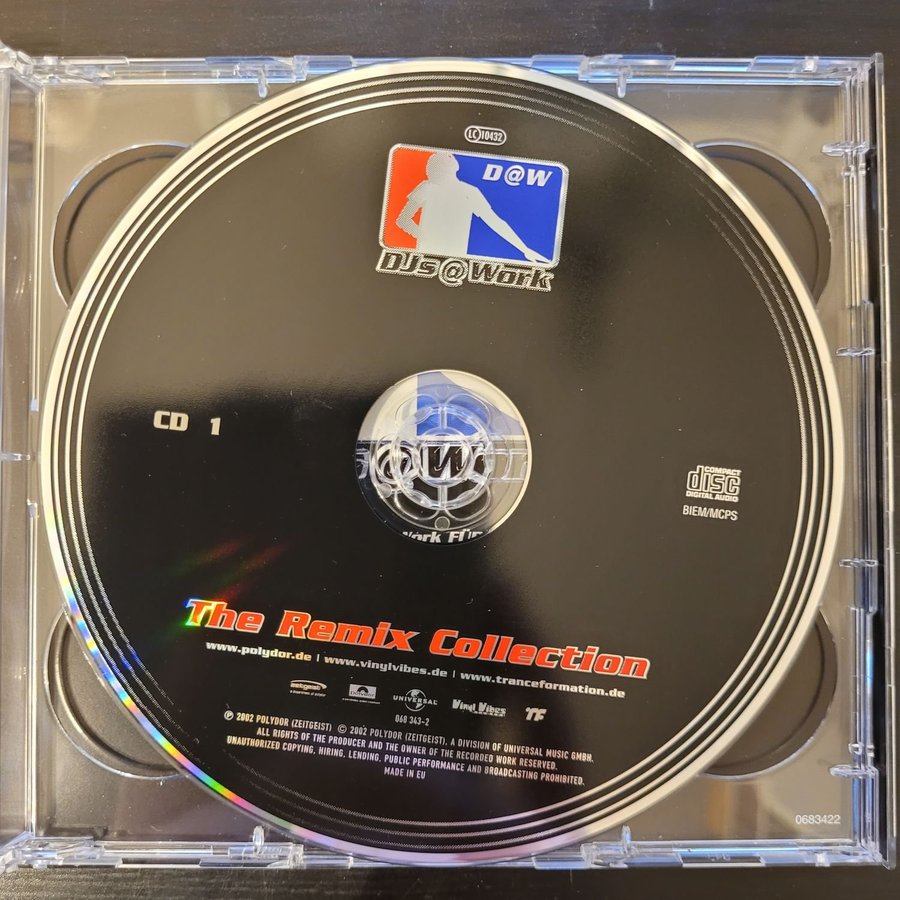 LC 10432
D@W
DJs@Work
CD 1
@ W
COMPACT
disc
DIGITAL AUDIO
BIEM/MCPS
The Remix Collection
www.polydor.de | www.vinylvibes.de | www.tranceformation.de
zeitgeist
Polydor
UNIVERSAL
Vinyl Vibes
TF
068 343-2
℗ 2002 POLYDOR (ZEITGEIST) © 2002 POLYDOR (ZEITGEIST), A DIVISION OF UNIVERSAL MUSIC GMBH.
ALL RIGHTS OF THE PRODUCER AND THE OWNER OF THE RECORDED WORK RESERVED.
UNAUTHORIZED COPYING, HIRING, LENDING, PUBLIC PERFORMANCE AND BROADCASTING PROHIBITED.
MADE IN EU
0683422